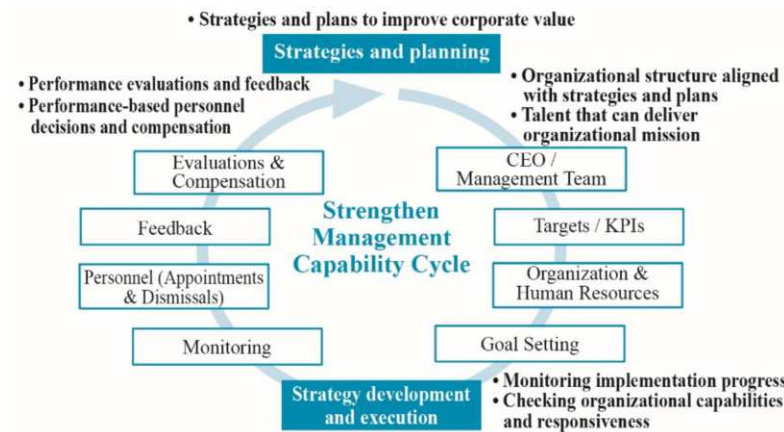 • Strategies and plans to improve corporate value
Strategies and planning
• Performance evaluations and feedback
• Performance-based personnel
decisions and compensation
• Organizational structure aligned
with strategies and plans
• Talent that can deliver
organizational mission
Evaluations &
Compensation
CEO /
Management Team
Feedback
Strengthen
Management
Capability Cycle
Targets / KPIs
Personnel (Appointments
& Dismissals)
Organization &
Human Resources
Monitoring
Goal Setting
Strategy development
and execution
• Monitoring implementation progress
• Checking organizational capabilities
and responsiveness